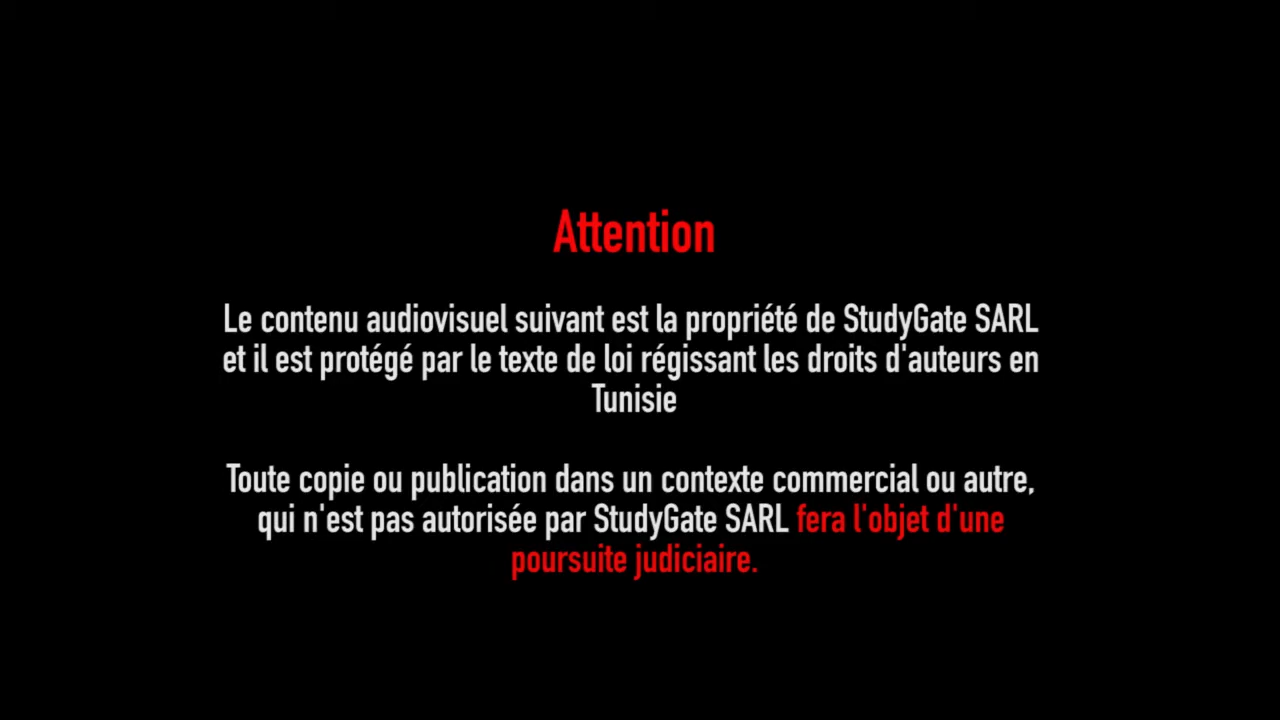 Attention
Le contenu audiovisuel suivant est la propriété de StudyGate SARL
et il est protégé par le texte de loi régissant les droits d'auteurs en
Tunisie
Toute copie ou publication dans un contexte commercial ou autre,
qui n'est pas autorisée par StudyGate SARL fera l'objet d'une
poursuite judiciaire.